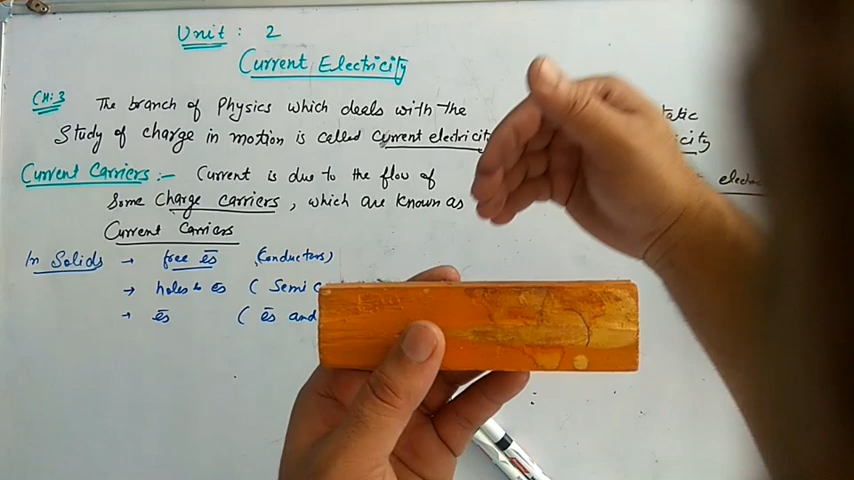 Unit : 2
Current Electricity
CH:3 The branch of Physics which deals with the
Study of charge in motion is called current electricity
Current Carriers :- Current is due to the flow of
Some Charge carriers, which are known as
Current Carriers
In Solids → free ēs (Conductors)
→ holes & ēs ( Semi
→ ēs ( ēs and